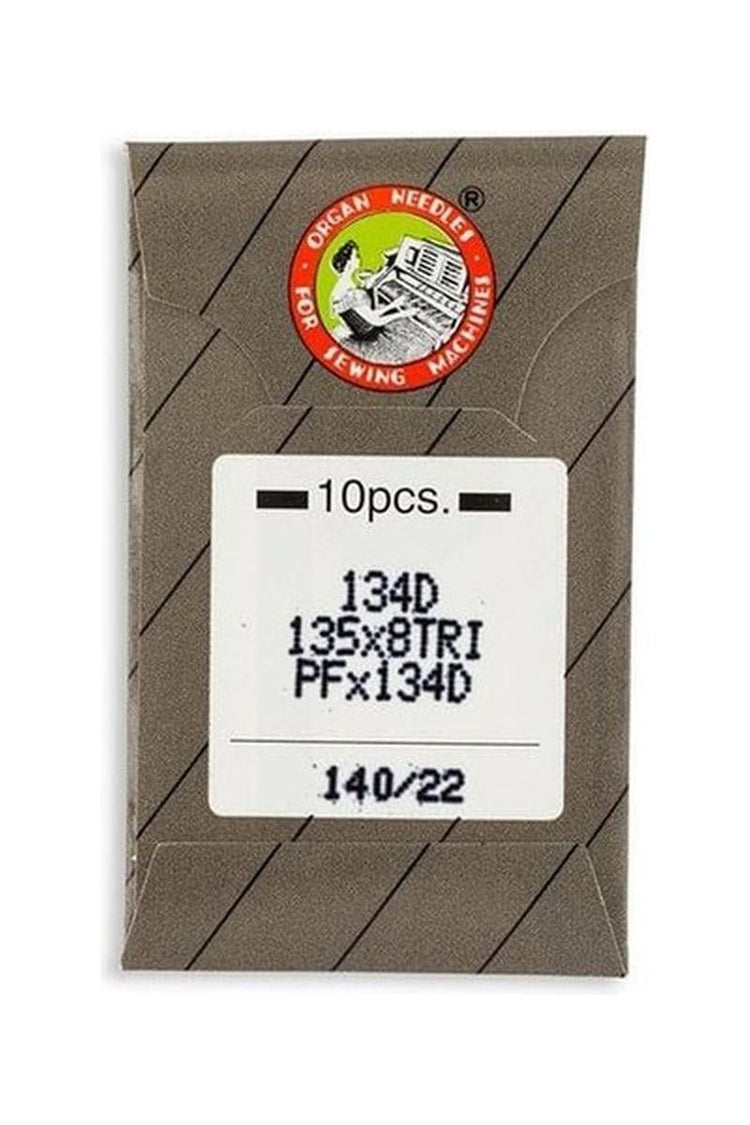 ORGAN NEEDLES
®
FOR SEWING MACHINES
10pcs.
134D
135x8TRI
PFx134D
140/22